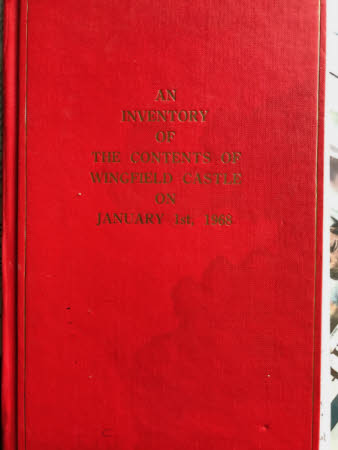 AN
INVENTORY
OF
THE CONTENTS OF
WINGFIELD CASTLE
ON
JANUARY 1st, 1968